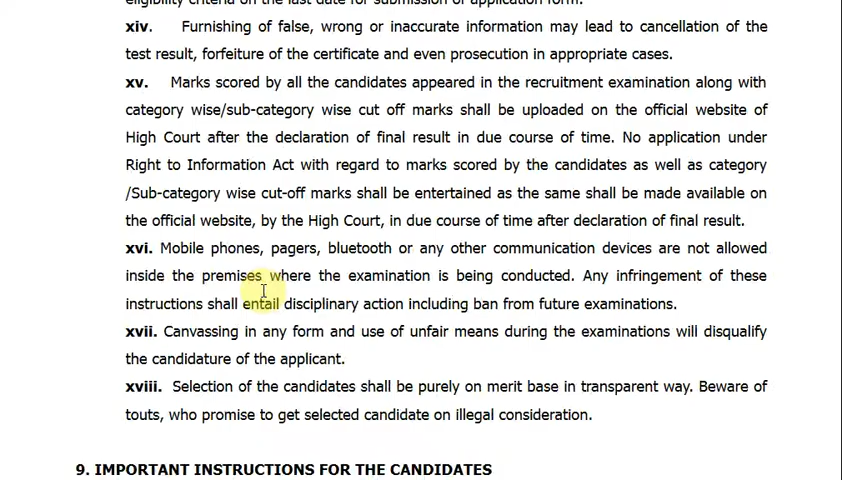 eligibility criteria on the last date for submission of application form.
xiv. Furnishing of false, wrong or inaccurate information may lead to cancellation of the
test result, forfeiture of the certificate and even prosecution in appropriate cases.
xv. Marks scored by all the candidates appeared in the recruitment examination along with
category wise/sub-category wise cut off marks shall be uploaded on the official website of
High Court after the declaration of final result in due course of time. No application under
Right to Information Act with regard to marks scored by the candidates as well as category
/Sub-category wise cut-off marks shall be entertained as the same shall be made available on
the official website, by the High Court, in due course of time after declaration of final result.
xvi. Mobile phones, pagers, bluetooth or any other communication devices are not allowed
inside the premises where the examination is being conducted. Any infringement of these
instructions shall entail disciplinary action including ban from future examinations.
xvii. Canvassing in any form and use of unfair means during the examinations will disqualify
the candidature of the applicant.
xviii. Selection of the candidates shall be purely on merit base in transparent way. Beware of
touts, who promise to get selected candidate on illegal consideration.
9. IMPORTANT INSTRUCTIONS FOR THE CANDIDATES